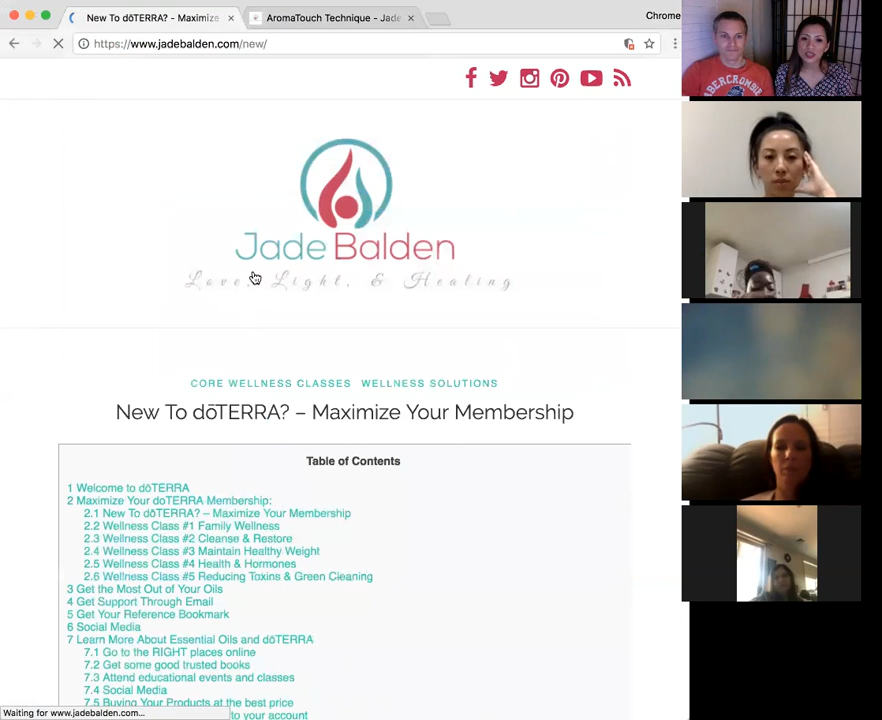 New To dōTERRA? – Maximize
AromaTouch Technique - Jade
Chrome
https://www.jadebalden.com/new/
Jade Balden
Love, Light, & Healing
CORE WELLNESS CLASSES WELLNESS SOLUTIONS
New To dōTERRA? – Maximize Your Membership
Table of Contents
1 Welcome to dōTERRA
2 Maximize Your doTERRA Membership:
2.1 New To dōTERRA? – Maximize Your Membership
2.2 Wellness Class #1 Family Wellness
2.3 Wellness Class #2 Cleanse & Restore
2.4 Wellness Class #3 Maintain Healthy Weight
2.5 Wellness Class #4 Health & Hormones
2.6 Wellness Class #5 Reducing Toxins & Green Cleaning
3 Get the Most Out of Your Oils
4 Get Support Through Email
5 Get Your Reference Bookmark
6 Social Media
7 Learn More About Essential Oils and dōTERRA
7.1 Go to the RIGHT places online
7.2 Get some good trusted books
7.3 Attend educational events and classes
7.4 Social Media
7.5 Buying Your Products at the best price
to your account
Waiting for www.jadebalden.com...
ABERCROMBIE